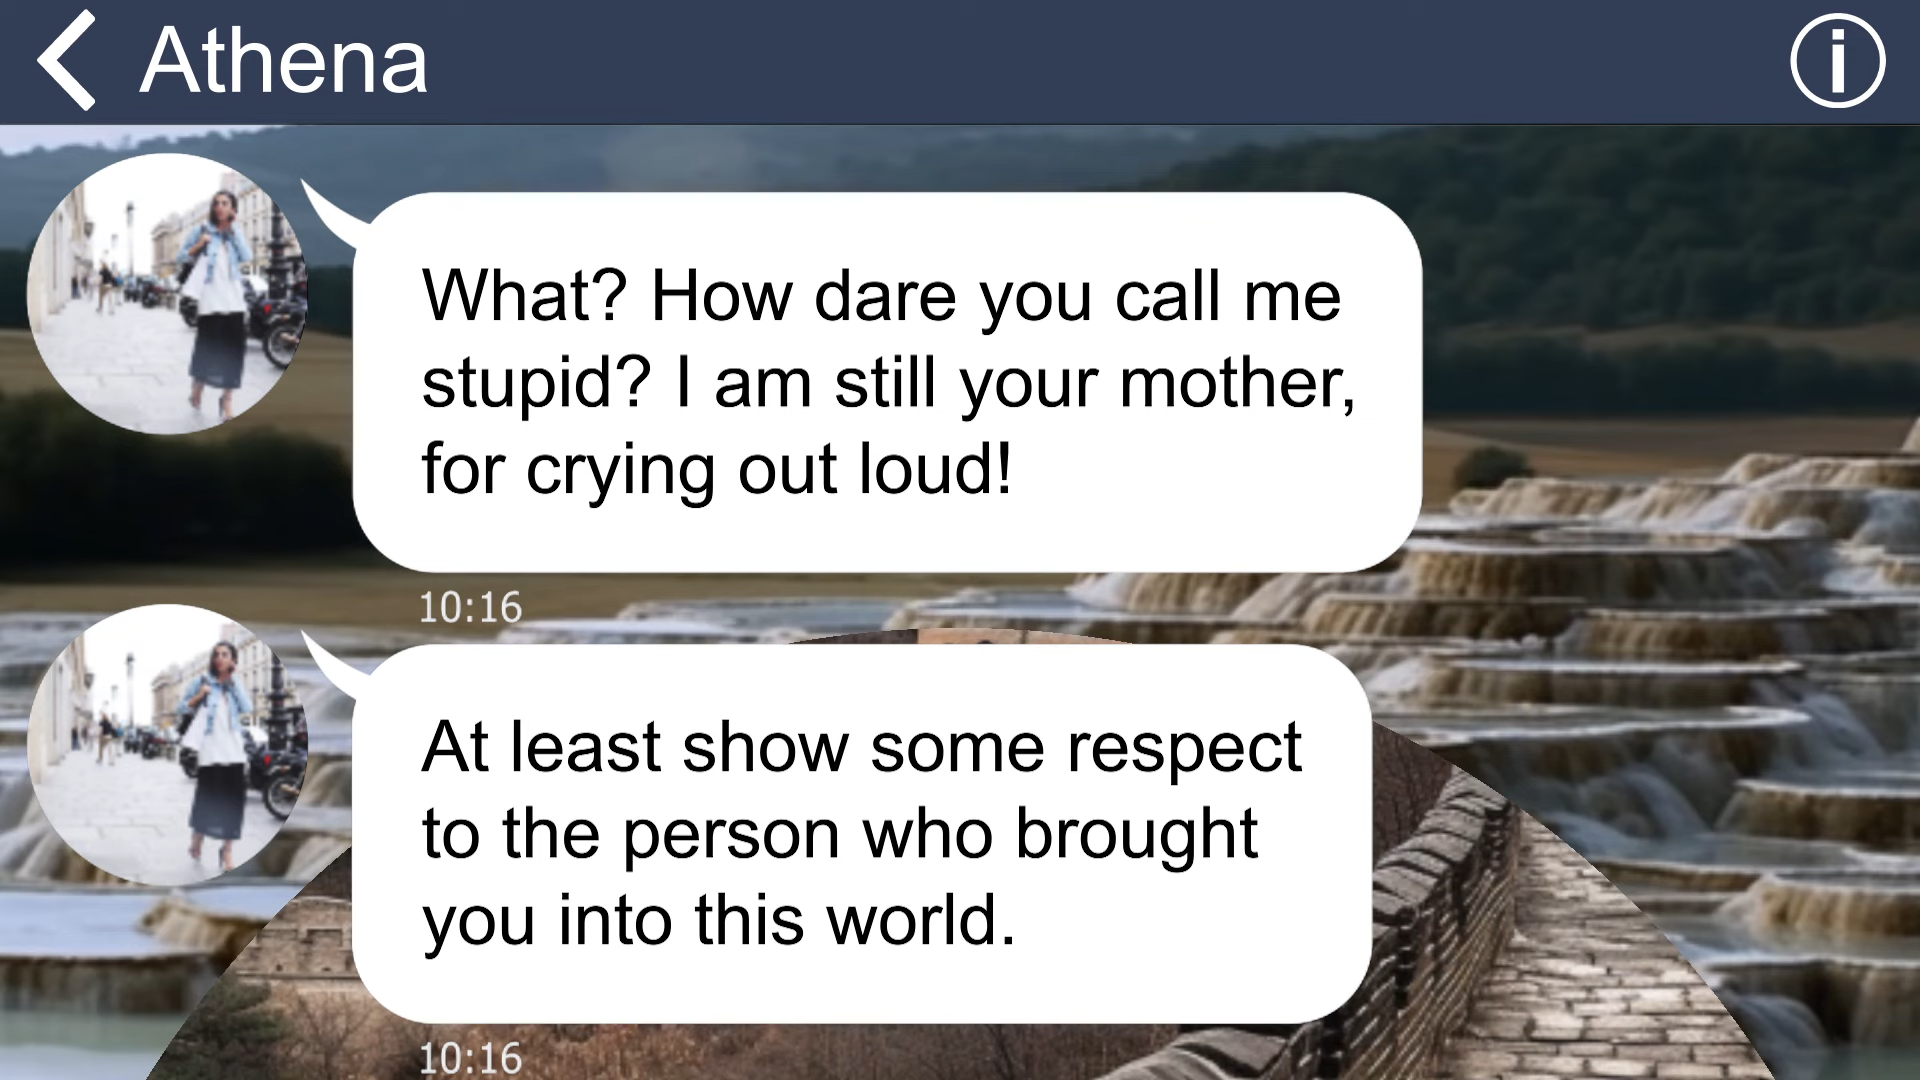 Athena
What? How dare you call me
stupid? I am still your mother,
for crying out loud!
10:16
At least show some respect
to the person who brought
you into this world.
10:16